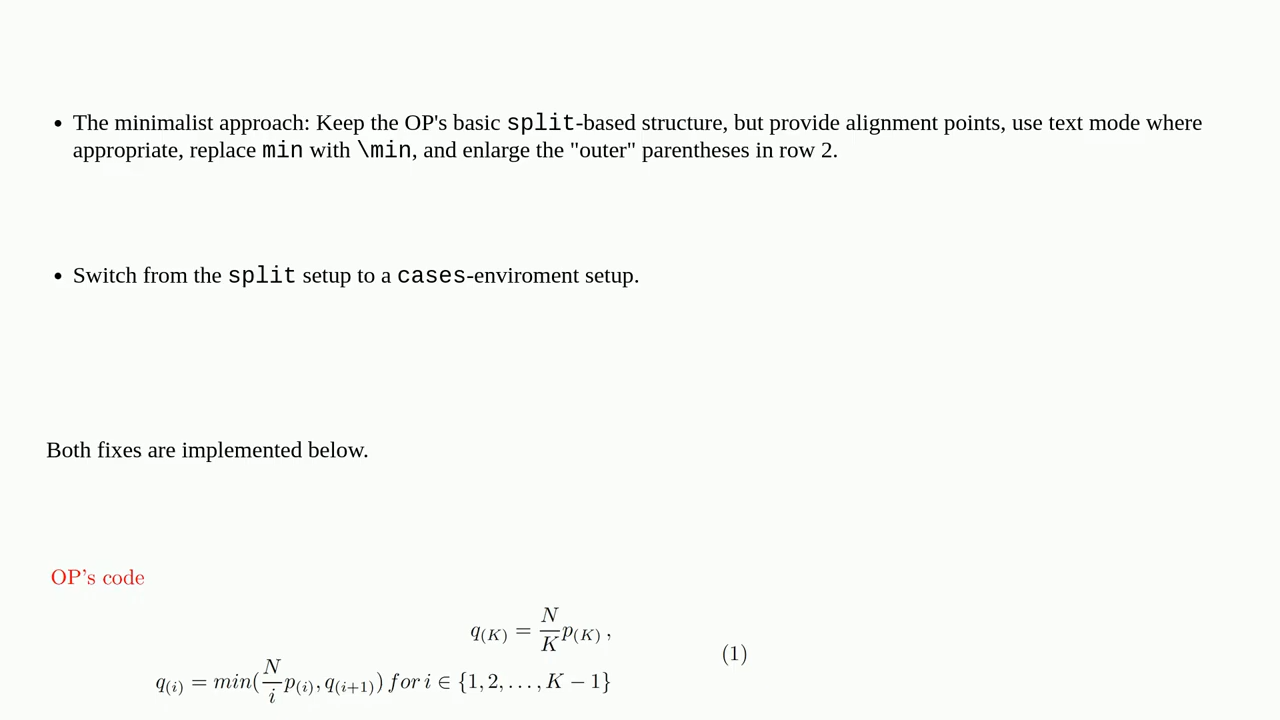 • The minimalist approach: Keep the OP's basic split-based structure, but provide alignment points, use text mode where
appropriate, replace min with \min, and enlarge the "outer" parentheses in row 2.
• Switch from the split setup to a cases-enviroment setup.
Both fixes are implemented below.
OP's code
q_{(K)} = \frac{N}{K} p_{(K)} ,
(1)
q_{(i)} = min(\frac{N}{i} p_{(i)}, q_{(i+1)}) for i ∈ {1, 2, . . . , K − 1}